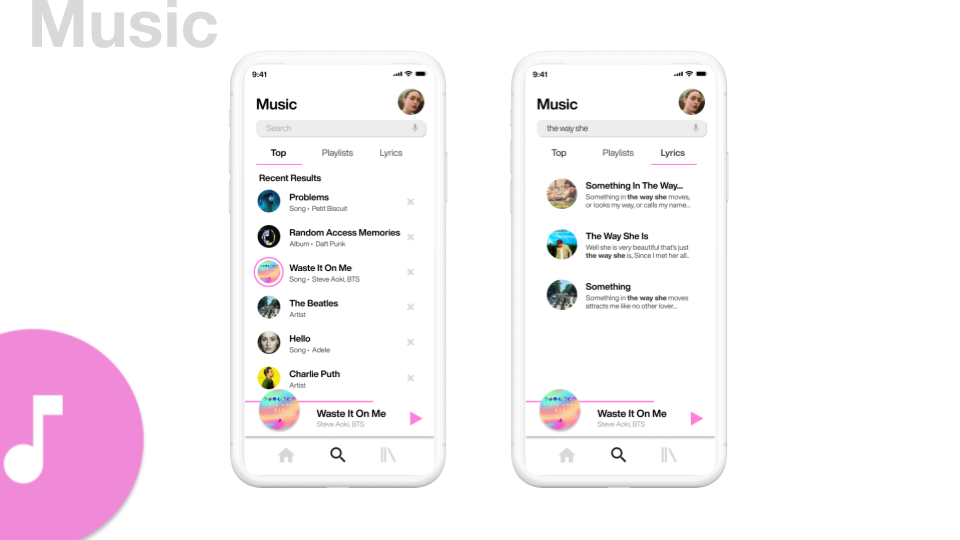 Music
9:41
Music
Search
Top Playlists Lyrics
Recent Results
Problems
Song • Petit Biscuit
Random Access Memories
Album • Daft Punk
Waste It On Me
Song • Steve Aoki, BTS
The Beatles
Artist
Hello
Song • Adele
Charlie Puth
Artist
Waste It On Me
Steve Aoki, BTS
9:41
Music
the way she
Top Playlists Lyrics
Something In The Way...
Something in the way she moves,
or looks my way, or calls my name..
The Way She Is
Well she is very beautiful that's just
the way she is, Since I met her all..
Something
Something in the way she moves
attracts me like no other lover...
Waste It On Me
Steve Aoki, BTS